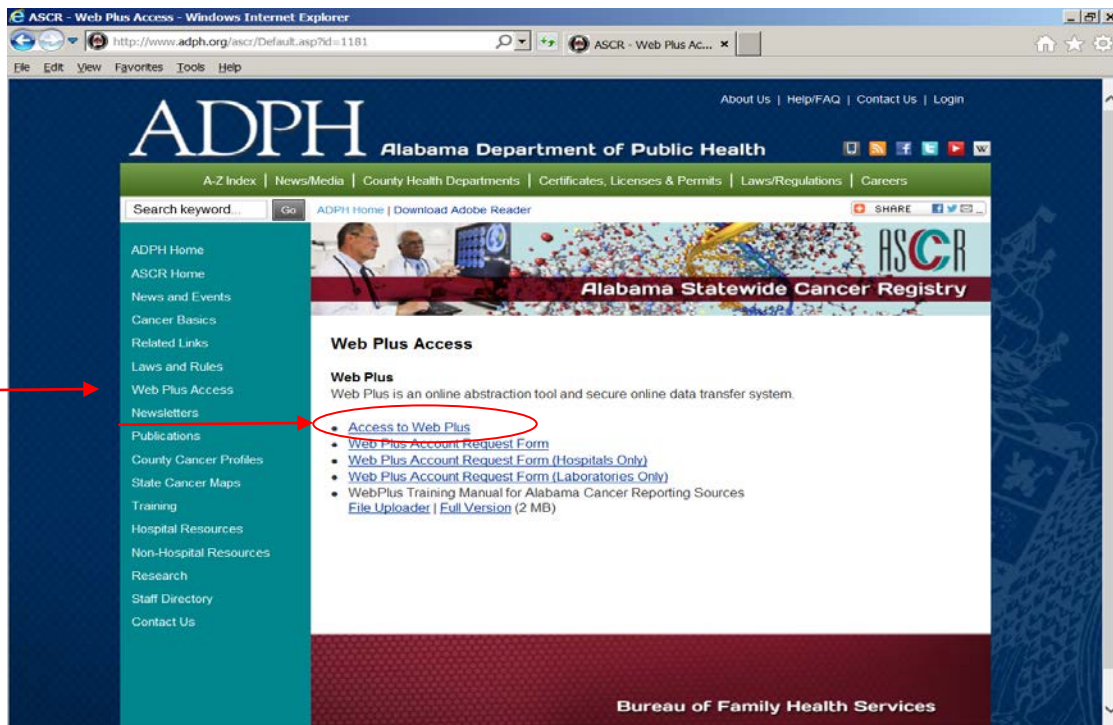 ASCR - Web Plus Access - Windows Internet Explorer
http://www.adph.org/ascr/Default.asp?id=1181
ASCR - Web Plus Ac...
File Edit View Favorites Tools Help
About Us | Help/FAQ | Contact Us | Login
ADPH
Alabama Department of Public Health
A-Z Index | News/Media | County Health Departments | Certificates, Licenses & Permits | Laws/Regulations | Careers
Search keyword... Go ADPH Home | Download Adobe Reader SHARE
ASCR
Alabama Statewide Cancer Registry
ADPH Home
ASCR Home
News and Events
Cancer Basics
Related Links
Laws and Rules
Web Plus Access
Newsletters
Publications
County Cancer Profiles
State Cancer Maps
Training
Hospital Resources
Non-Hospital Resources
Research
Staff Directory
Contact Us
Web Plus Access
Web Plus
Web Plus is an online abstraction tool and secure online data transfer system.
• Access to Web Plus
• Web Plus Account Request Form
• Web Plus Account Request Form (Hospitals Only)
• Web Plus Account Request Form (Laboratories Only)
• WebPlus Training Manual for Alabama Cancer Reporting Sources
File Uploader | Full Version (2 MB)
Bureau of Family Health Services